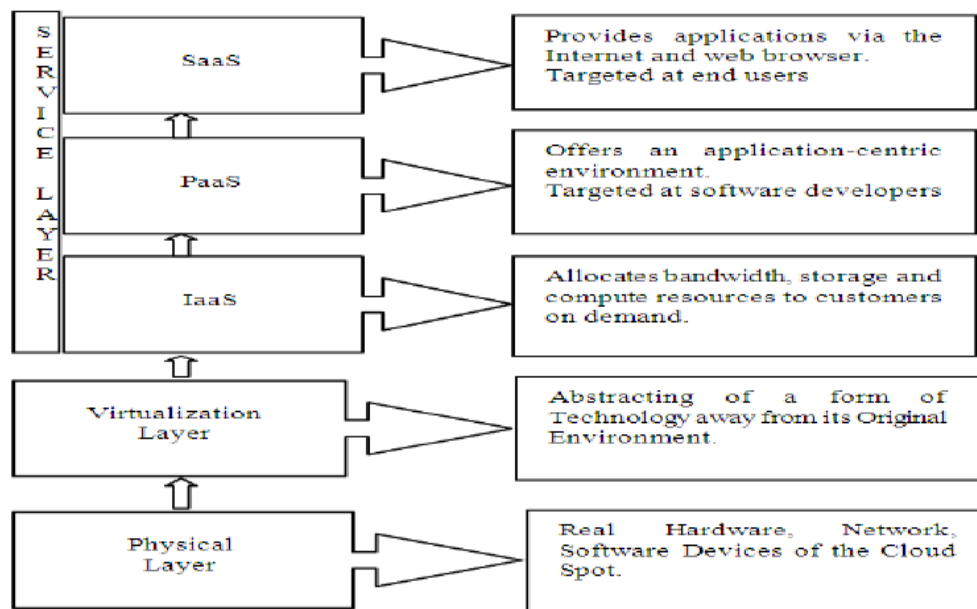 SERVICE LAYER
SaaS
Provides applications via the
Internet and web browser.
Targeted at end users
PaaS
Offers an application-centric
environment.
Targeted at software developers
IaaS
Allocates bandwidth, storage and
compute resources to customers
on demand.
Virtualization
Layer
Abstracting of a form of
Technology away from its Original
Environment.
Physical
Layer
Real Hardware, Network,
Software Devices of the Cloud
Spot.